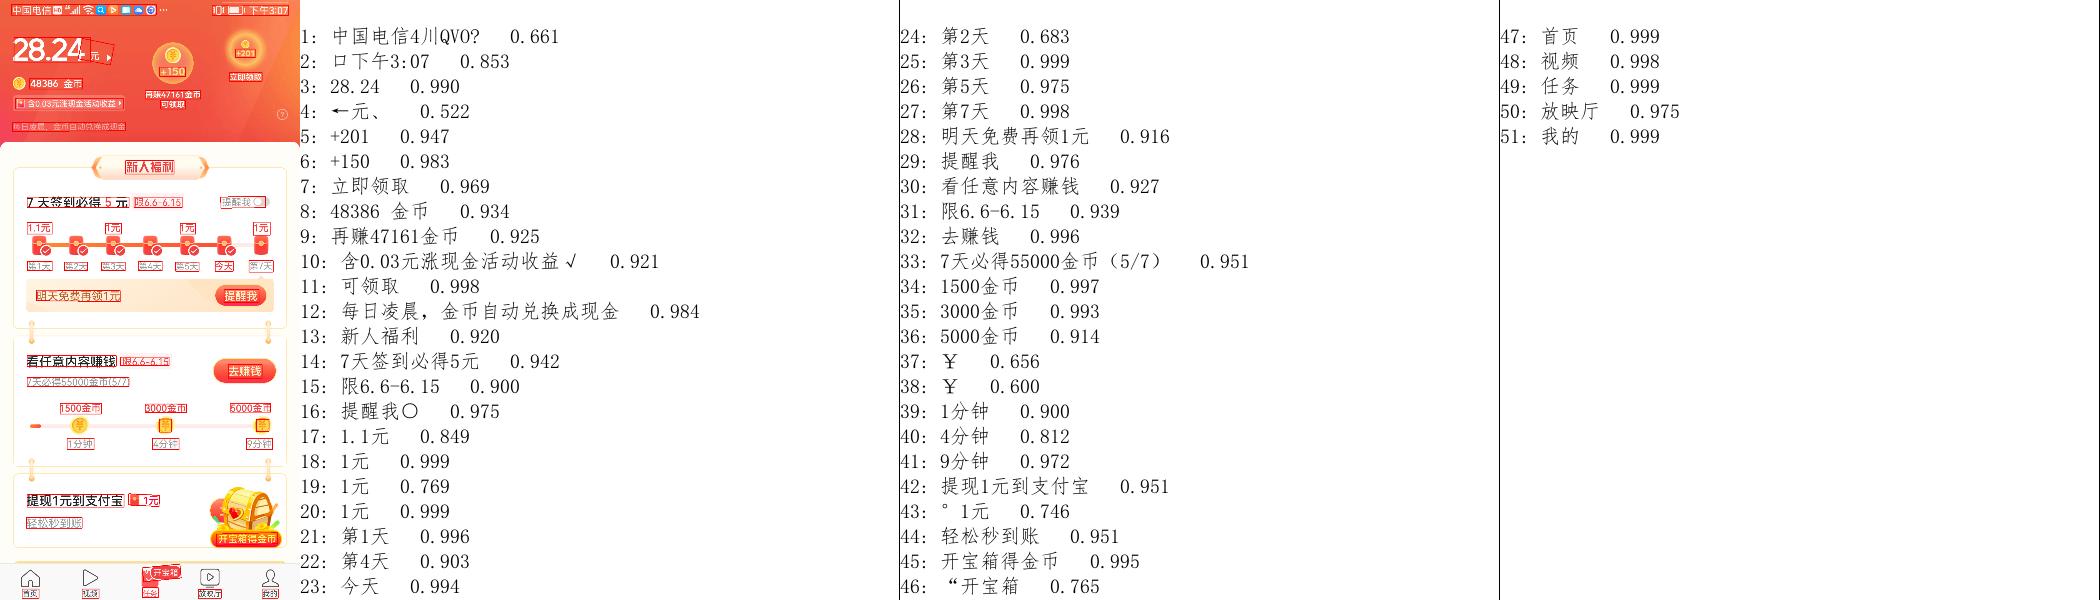 中国电信 HD 4G 下午3:07
28.24 元
+150
+201
立即领取
48386 金币
再赚47161金币
可领取
含0.03元涨现金活动收益
每日凌晨，金币自动兑换成现金
新人福利
7 天签到必得 5 元 限6.6-6.15 提醒我
1.1元 1元 1元 1元
第1天 第2天 第3天 第4天 第5天 今天 第7天
明天免费再领1元 提醒我
看任意内容赚钱 限6.6-6.15
去赚钱
7天必得55000金币(5/7)
1500金币 3000金币 5000金币
1分钟 4分钟 9分钟
提现1元到支付宝 1元
轻松秒到账
开宝箱得金币
开宝箱
首页 视频 任务 放映厅 我的
1: 中国电信4川QVO? 0.661
2: 口下午3:07 0.853
3: 28.24 0.990
4: ←元、 0.522
5: +201 0.947
6: +150 0.983
7: 立即领取 0.969
8: 48386 金币 0.934
9: 再赚47161金币 0.925
10: 含0.03元涨现金活动收益√ 0.921
11: 可领取 0.998
12: 每日凌晨，金币自动兑换成现金 0.984
13: 新人福利 0.920
14: 7天签到必得5元 0.942
15: 限6.6-6.15 0.900
16: 提醒我○ 0.975
17: 1.1元 0.849
18: 1元 0.999
19: 1元 0.769
20: 1元 0.999
21: 第1天 0.996
22: 第4天 0.903
23: 今天 0.994
24: 第2天 0.683
25: 第3天 0.999
26: 第5天 0.975
27: 第7天 0.998
28: 明天免费再领1元 0.916
29: 提醒我 0.976
30: 看任意内容赚钱 0.927
31: 限6.6-6.15 0.939
32: 去赚钱 0.996
33: 7天必得55000金币（5/7） 0.951
34: 1500金币 0.997
35: 3000金币 0.993
36: 5000金币 0.914
37: ￥ 0.656
38: ￥ 0.600
39: 1分钟 0.900
40: 4分钟 0.812
41: 9分钟 0.972
42: 提现1元到支付宝 0.951
43: °1元 0.746
44: 轻松秒到账 0.951
45: 开宝箱得金币 0.995
46: “开宝箱 0.765
47: 首页 0.999
48: 视频 0.998
49: 任务 0.999
50: 放映厅 0.975
51: 我的 0.999